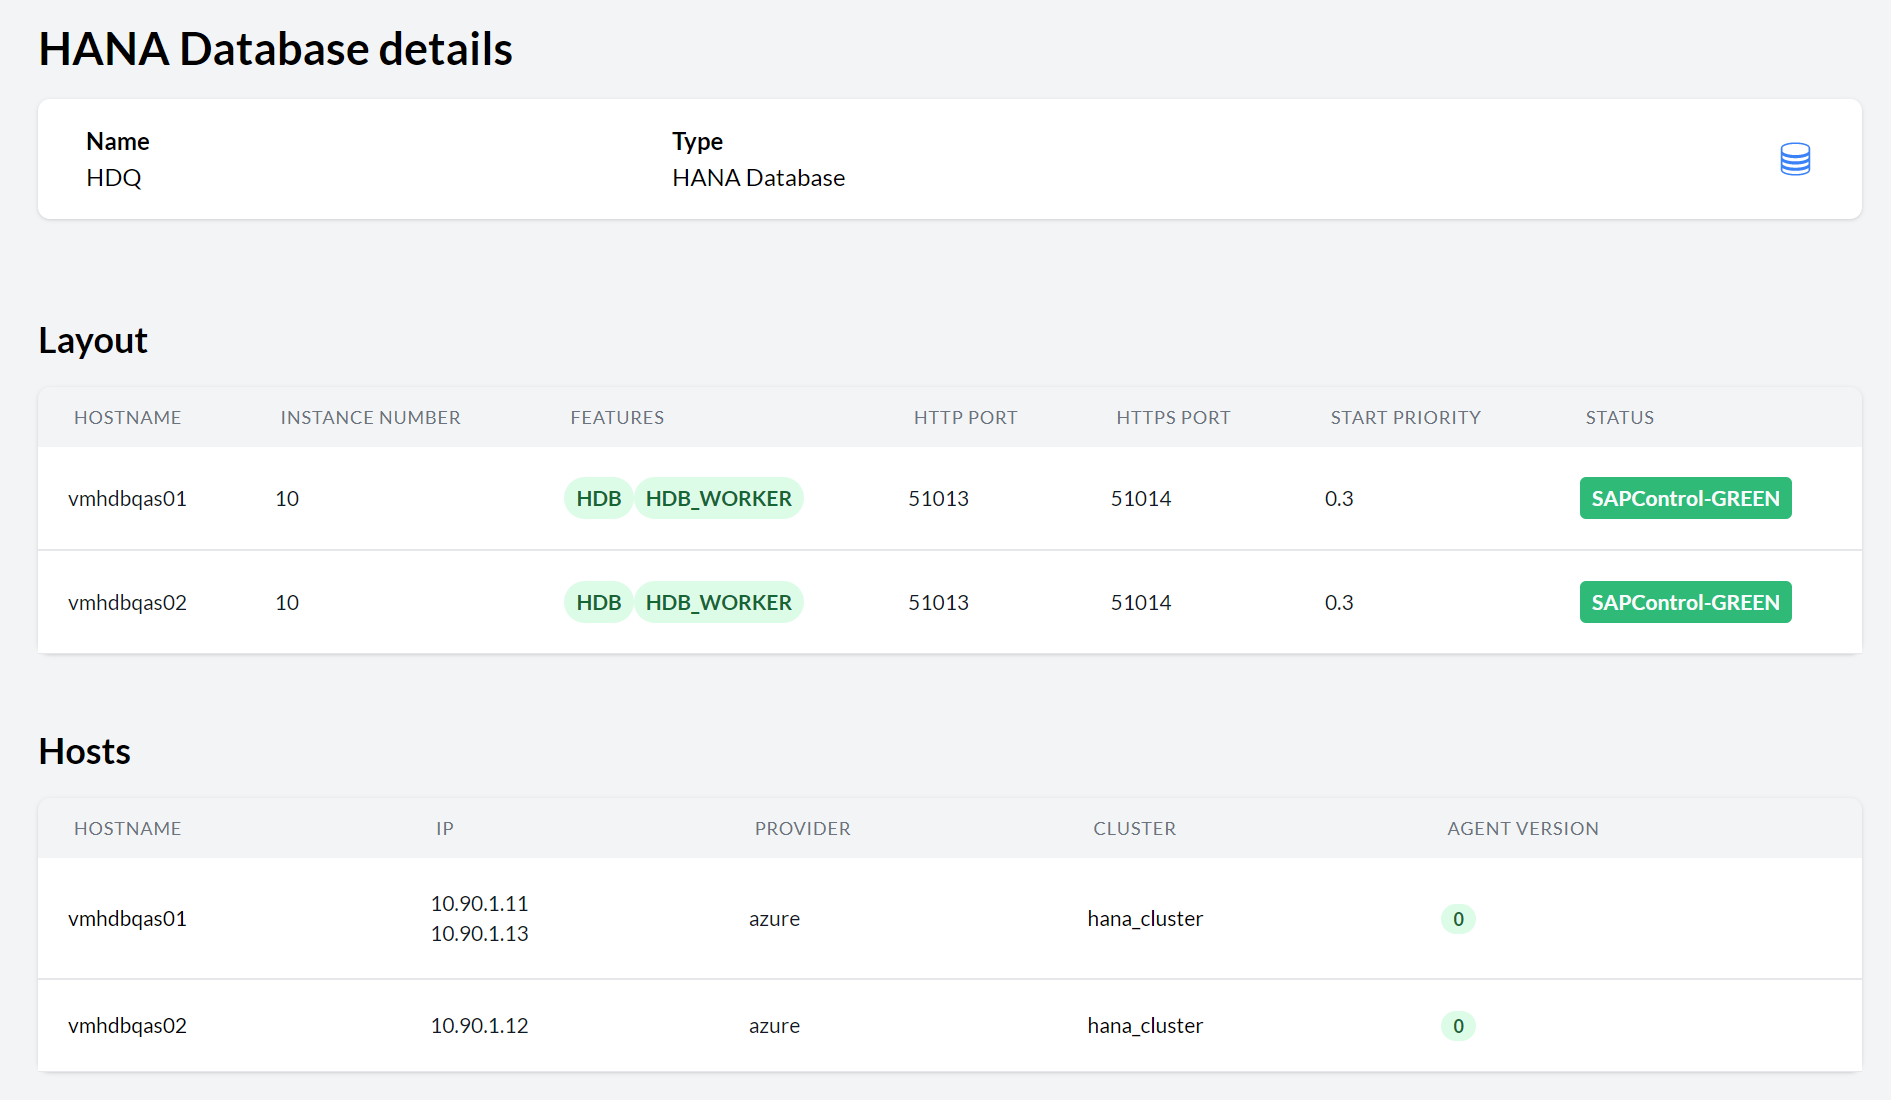 HANA Database details
Name Type
HDQ HANA Database
Layout
HOSTNAME INSTANCE NUMBER FEATURES HTTP PORT HTTPS PORT START PRIORITY STATUS
vmhdbqas01 10 HDB HDB_WORKER 51013 51014 0.3 SAPControl-GREEN
vmhdbqas02 10 HDB HDB_WORKER 51013 51014 0.3 SAPControl-GREEN
Hosts
HOSTNAME IP PROVIDER CLUSTER AGENT VERSION
vmhdbqas01 10.90.1.11 10.90.1.13 azure hana_cluster 0
vmhdbqas02 10.90.1.12 azure hana_cluster 0